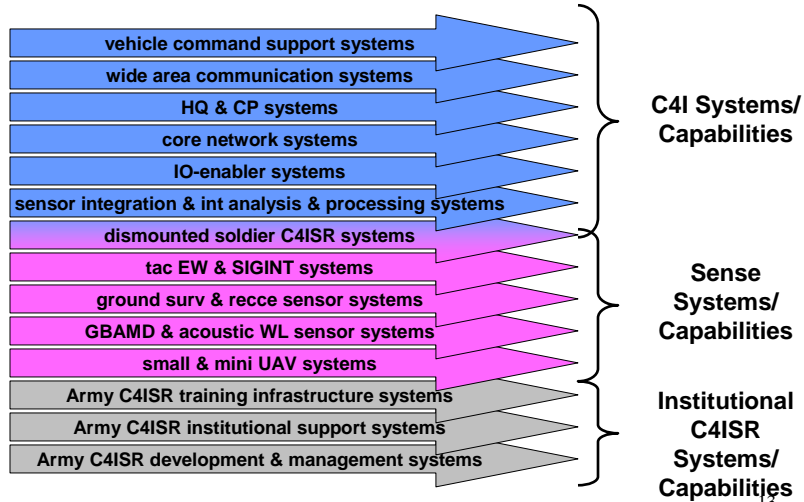 vehicle command support systems
wide area communication systems
HQ & CP systems
core network systems
IO-enabler systems
sensor integration & int analysis & processing systems
dismounted soldier C4ISR systems
tac EW & SIGINT systems
ground surv & recce sensor systems
GBAMD & acoustic WL sensor systems
small & mini UAV systems
Army C4ISR training infrastructure systems
Army C4ISR institutional support systems
Army C4ISR development & management systems
C4I Systems/
Capabilities
Sense
Systems/
Capabilities
Institutional
C4ISR
Systems/
Capabilities